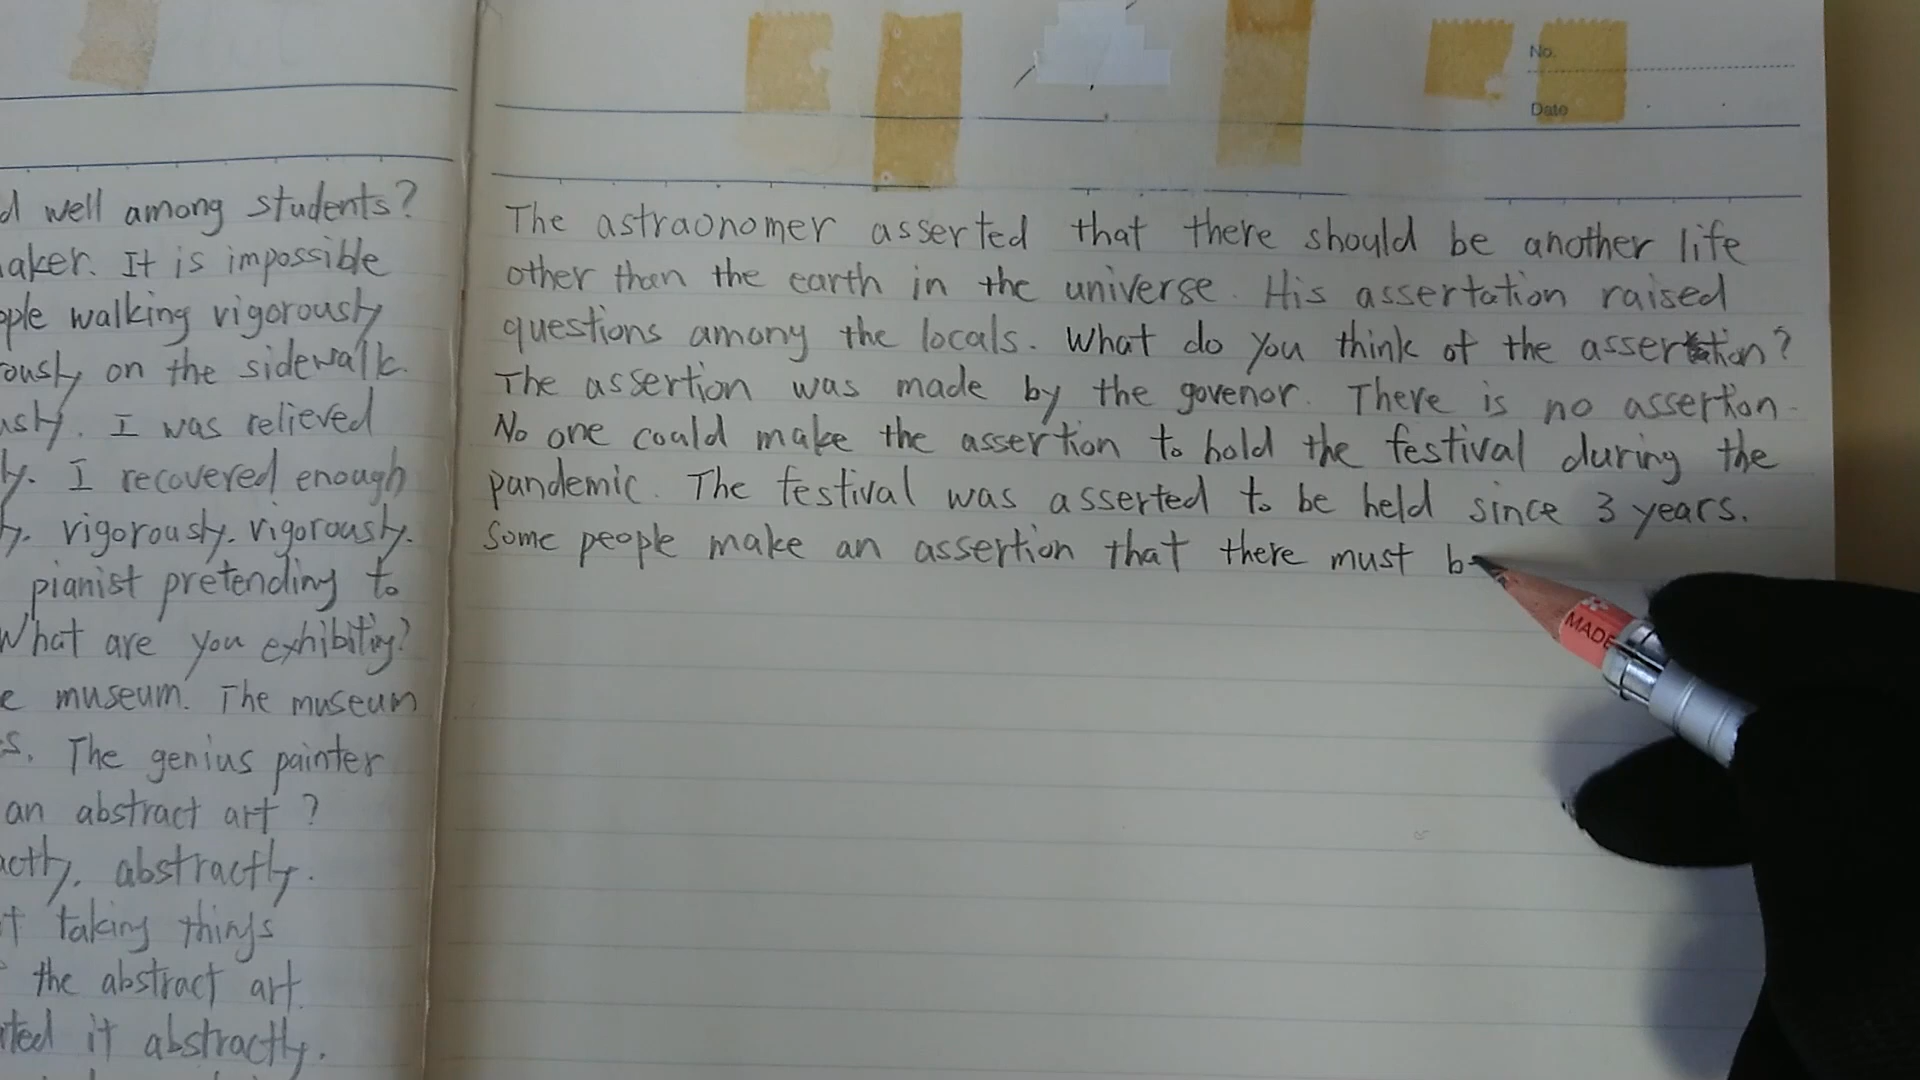 No.
Date
d well among students?
aker. It is impossible
ople walking vigorously
ously on the sidewalk.
usly. I was relieved
ly. I recovered enough
y. vigorously. vigorously.
pianist pretending to
What are you exhibiting?
e museum. The museum
s. The genius painter
an abstract art?
actly, abstractly.
t taking things
the abstract art.
ted it abstractly.
The astraonomer asserted that there should be another life
other than the earth in the universe. His assertation raised
questions among the locals. What do you think of the assertation?
The assertion was made by the govenor. There is no assertion.
No one could make the assertion to hold the festival during the
pandemic. The festival was asserted to be held since 3 years.
Some people make an assertion that there must b
MADE